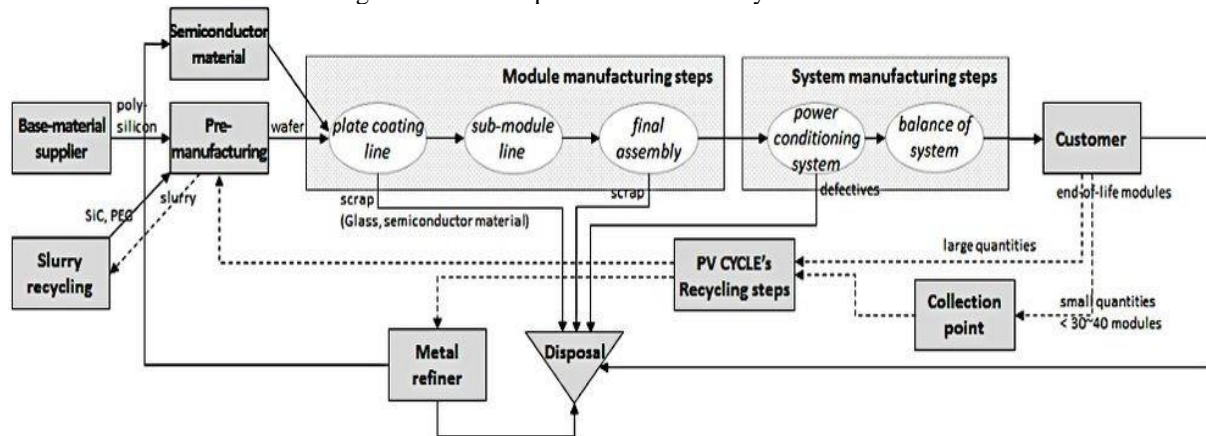 Semiconductor
material
Module manufacturing steps
System manufacturing steps
Base-material
supplier
poly-
silicon
Pre-
manufacturing
wafer
plate coating
line
sub-module
line
final
assembly
power
conditioning
system
balance of
system
Customer
SiC, PEG
slurry
scrap
(Glass, semiconductor material)
scrap
defectives
end-of-life modules
Slurry
recycling
large quantities
PV CYCLE's
Recycling steps
Collection
point
small quantities
< 30~40 modules
Metal
refiner
Disposal